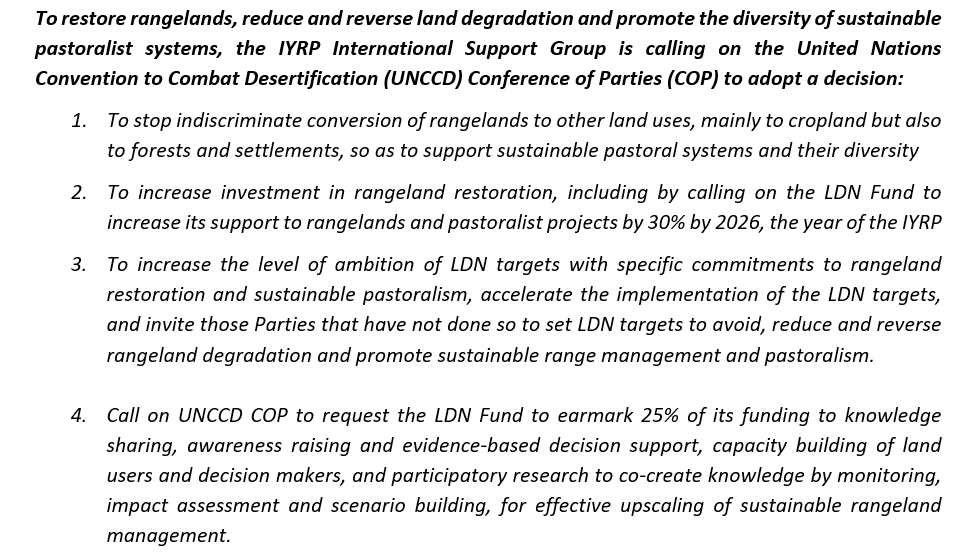 To restore rangelands, reduce and reverse land degradation and promote the diversity of sustainable
pastoralist systems, the IYRP International Support Group is calling on the United Nations
Convention to Combat Desertification (UNCCD) Conference of Parties (COP) to adopt a decision:
1. To stop indiscriminate conversion of rangelands to other land uses, mainly to cropland but also
to forests and settlements, so as to support sustainable pastoral systems and their diversity
2. To increase investment in rangeland restoration, including by calling on the LDN Fund to
increase its support to rangelands and pastoralist projects by 30% by 2026, the year of the IYRP
3. To increase the level of ambition of LDN targets with specific commitments to rangeland
restoration and sustainable pastoralism, accelerate the implementation of the LDN targets,
and invite those Parties that have not done so to set LDN targets to avoid, reduce and reverse
rangeland degradation and promote sustainable range management and pastoralism.
4. Call on UNCCD COP to request the LDN Fund to earmark 25% of its funding to knowledge
sharing, awareness raising and evidence-based decision support, capacity building of land
users and decision makers, and participatory research to co-create knowledge by monitoring,
impact assessment and scenario building, for effective upscaling of sustainable rangeland
management.